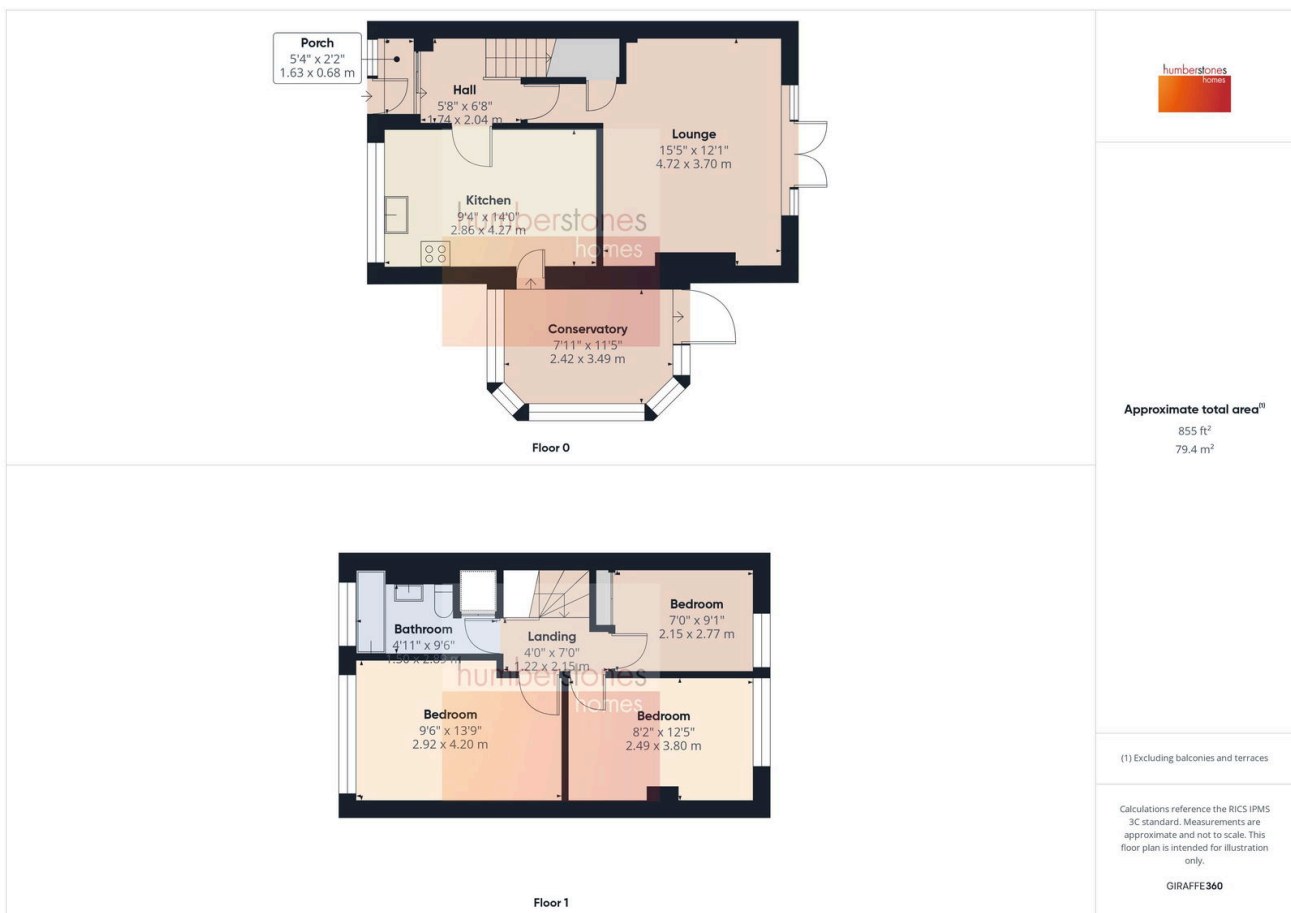 Porch
5'4" x 2'2"
1.63 x 0.68 m
Hall
5'8" x 6'8"
1.74 x 2.04 m
Lounge
15'5" x 12'1"
4.72 x 3.70 m
Kitchen
9'4" x 14'0"
2.86 x 4.27 m
humberstones
homes
Conservatory
7'11" x 11'5"
2.42 x 3.49 m
Floor 0
Bathroom
4'11" x 9'6"
1.50 x 2.89 m
Landing
4'0" x 7'0"
1.22 x 2.15 m
Bedroom
7'0" x 9'1"
2.15 x 2.77 m
humberstones
homes
Bedroom
9'6" x 13'9"
2.92 x 4.20 m
Bedroom
8'2" x 12'5"
2.49 x 3.80 m
Floor 1
humberstones
homes
Approximate total area(1)
855 ft²
79.4 m²
(1) Excluding balconies and terraces
Calculations reference the RICS IPMS
3C standard. Measurements are
approximate and not to scale. This
floor plan is intended for illustration
only.
GIRAFFE360